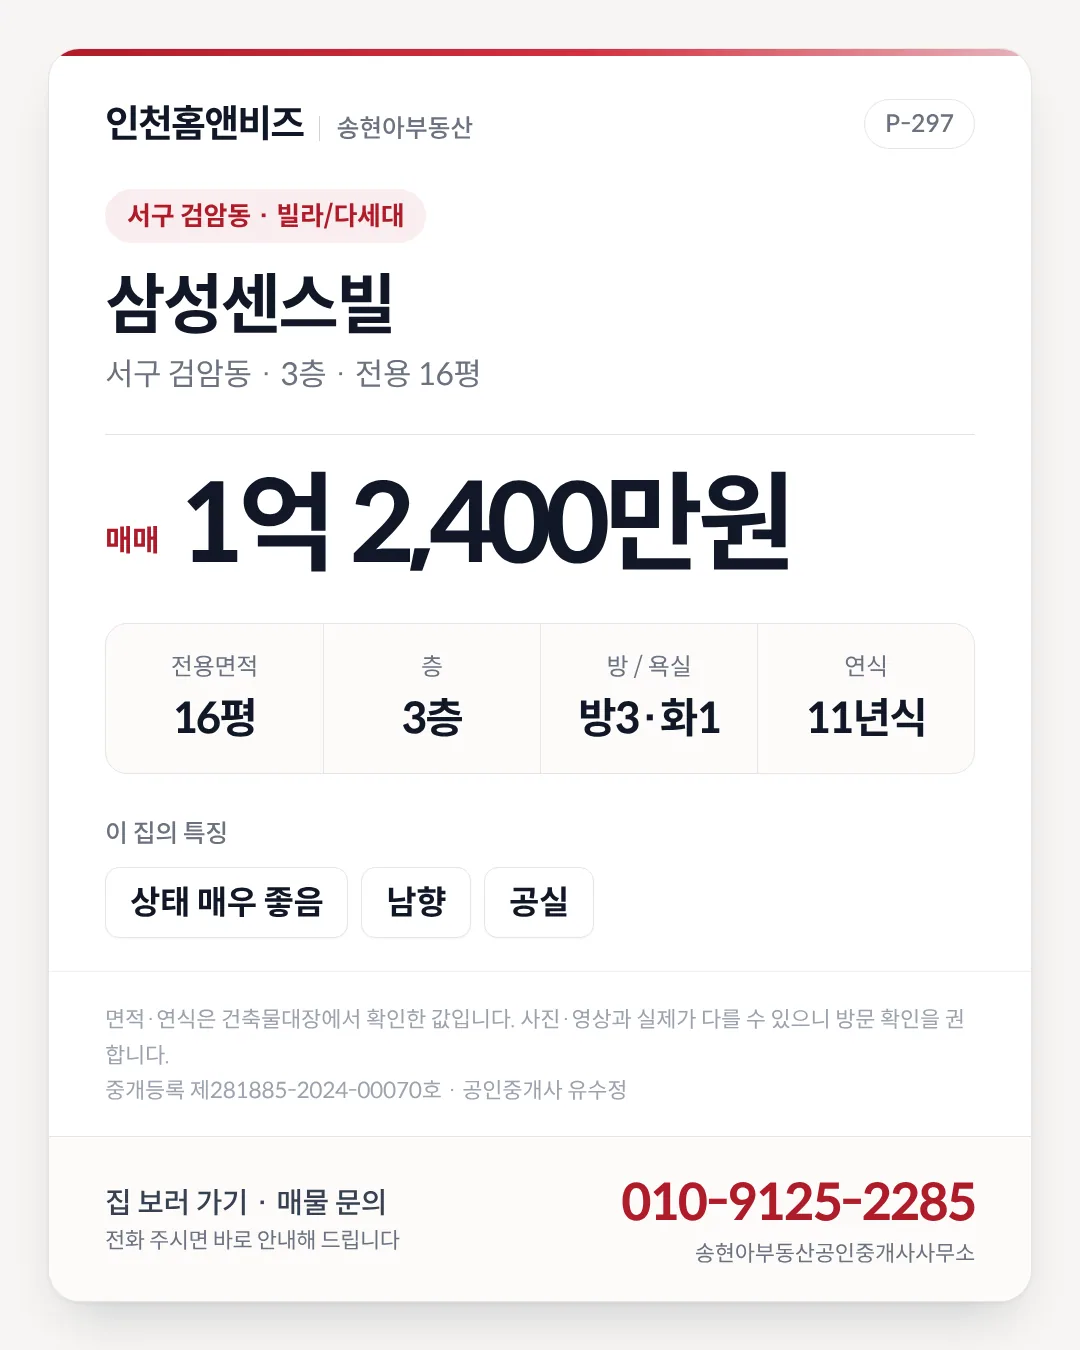 인천홈앤비즈 | 송현아부동산
P-297
서구 검암동 · 빌라/다세대
삼성센스빌
서구 검암동 · 3층 · 전용 16평
매매 1억 2,400만원
전용면적 층 방 / 욕실 연식
16평 3층 방3·화1 11년식
이 집의 특징
상태 매우 좋음 남향 공실
면적·연식은 건축물대장에서 확인한 값입니다. 사진·영상과 실제가 다를 수 있으니 방문 확인을 권
합니다.
중개등록 제281885-2024-00070호 · 공인중개사 유수정
집 보러 가기 · 매물 문의
전화 주시면 바로 안내해 드립니다
010-9125-2285
송현아부동산공인중개사사무소